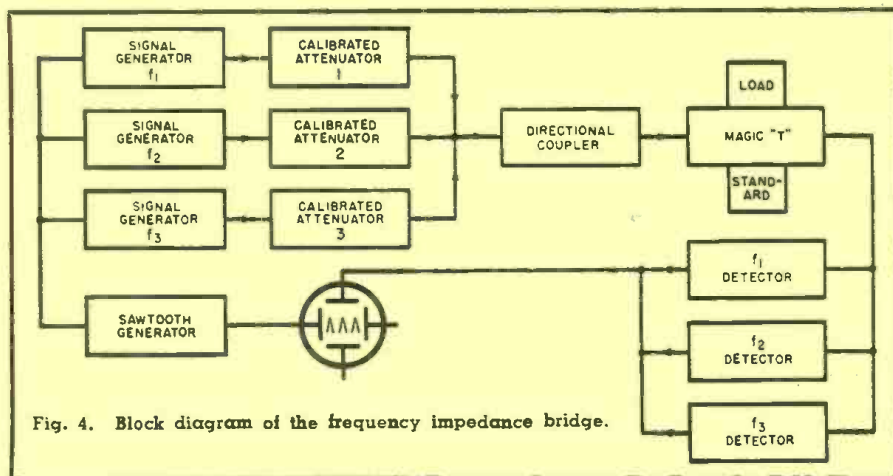 SIGNAL
GENERATOR
f1
CALIBRATED
ATTENUATOR
1
SIGNAL
GENERATOR
f2
CALIBRATED
ATTENUATOR
2
SIGNAL
GENERATOR
f3
CALIBRATED
ATTENUATOR
3
DIRECTIONAL
COUPLER
LOAD
MAGIC "T"
STAND-
ARD
SAWTOOTH
GENERATOR
f1
DETECTOR
f2
DETECTOR
f3
DETECTOR
Fig. 4. Block diagram of the frequency impedance bridge.